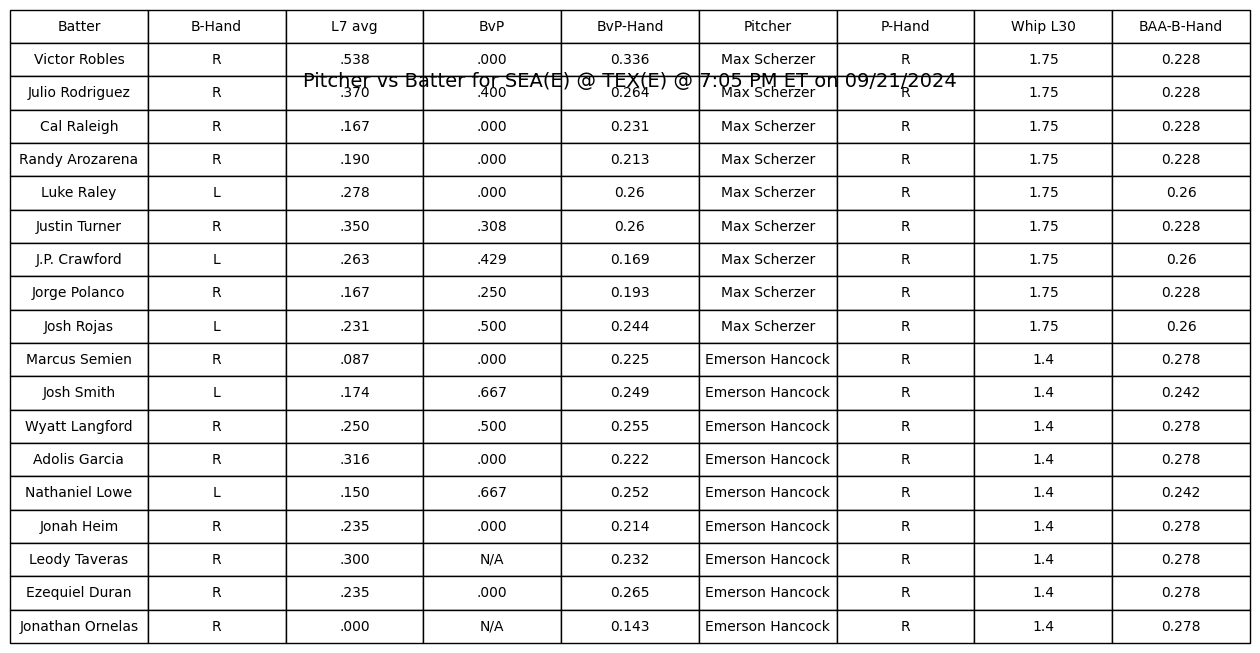 Batter B-Hand L7 avg BvP BvP-Hand Pitcher P-Hand Whip L30 BAA-B-Hand
Victor Robles R .538 .000 0.336 Max Scherzer R 1.75 0.228
Pitcher vs Batter for SEA(E) @ TEX(E) @ 7:05 PM ET on 09/21/2024
Julio Rodriguez R .370 .400 0.264 Max Scherzer R 1.75 0.228
Cal Raleigh R .167 .000 0.231 Max Scherzer R 1.75 0.228
Randy Arozarena R .190 .000 0.213 Max Scherzer R 1.75 0.228
Luke Raley L .278 .000 0.26 Max Scherzer R 1.75 0.26
Justin Turner R .350 .308 0.26 Max Scherzer R 1.75 0.228
J.P. Crawford L .263 .429 0.169 Max Scherzer R 1.75 0.26
Jorge Polanco R .167 .250 0.193 Max Scherzer R 1.75 0.228
Josh Rojas L .231 .500 0.244 Max Scherzer R 1.75 0.26
Marcus Semien R .087 .000 0.225 Emerson Hancock R 1.4 0.278
Josh Smith L .174 .667 0.249 Emerson Hancock R 1.4 0.242
Wyatt Langford R .250 .500 0.255 Emerson Hancock R 1.4 0.278
Adolis Garcia R .316 .000 0.222 Emerson Hancock R 1.4 0.278
Nathaniel Lowe L .150 .667 0.252 Emerson Hancock R 1.4 0.242
Jonah Heim R .235 .000 0.214 Emerson Hancock R 1.4 0.278
Leody Taveras R .300 N/A 0.232 Emerson Hancock R 1.4 0.278
Ezequiel Duran R .235 .000 0.265 Emerson Hancock R 1.4 0.278
Jonathan Ornelas R .000 N/A 0.143 Emerson Hancock R 1.4 0.278